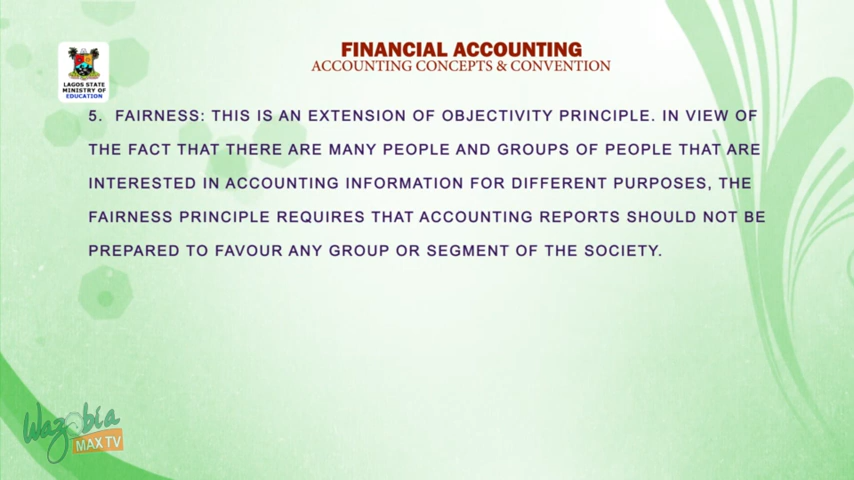 FINANCIAL ACCOUNTING
ACCOUNTING CONCEPTS & CONVENTION
LAGOS STATE
MINISTRY OF
EDUCATION
5. FAIRNESS: THIS IS AN EXTENSION OF OBJECTIVITY PRINCIPLE. IN VIEW OF
THE FACT THAT THERE ARE MANY PEOPLE AND GROUPS OF PEOPLE THAT ARE
INTERESTED IN ACCOUNTING INFORMATION FOR DIFFERENT PURPOSES, THE
FAIRNESS PRINCIPLE REQUIRES THAT ACCOUNTING REPORTS SHOULD NOT BE
PREPARED TO FAVOUR ANY GROUP OR SEGMENT OF THE SOCIETY.
Wazobia
MAX TV